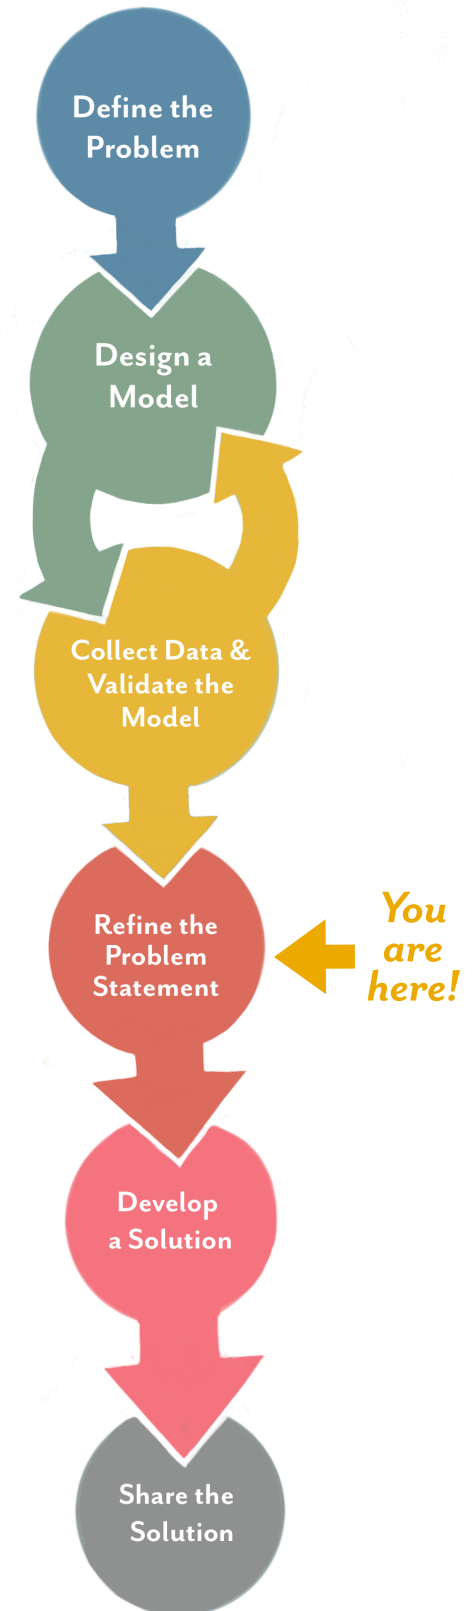 Define the
Problem
Design a
Model
Collect Data &
Validate the
Model
Refine the
Problem
Statement
You
are
here!
Develop
a Solution
Share the
Solution